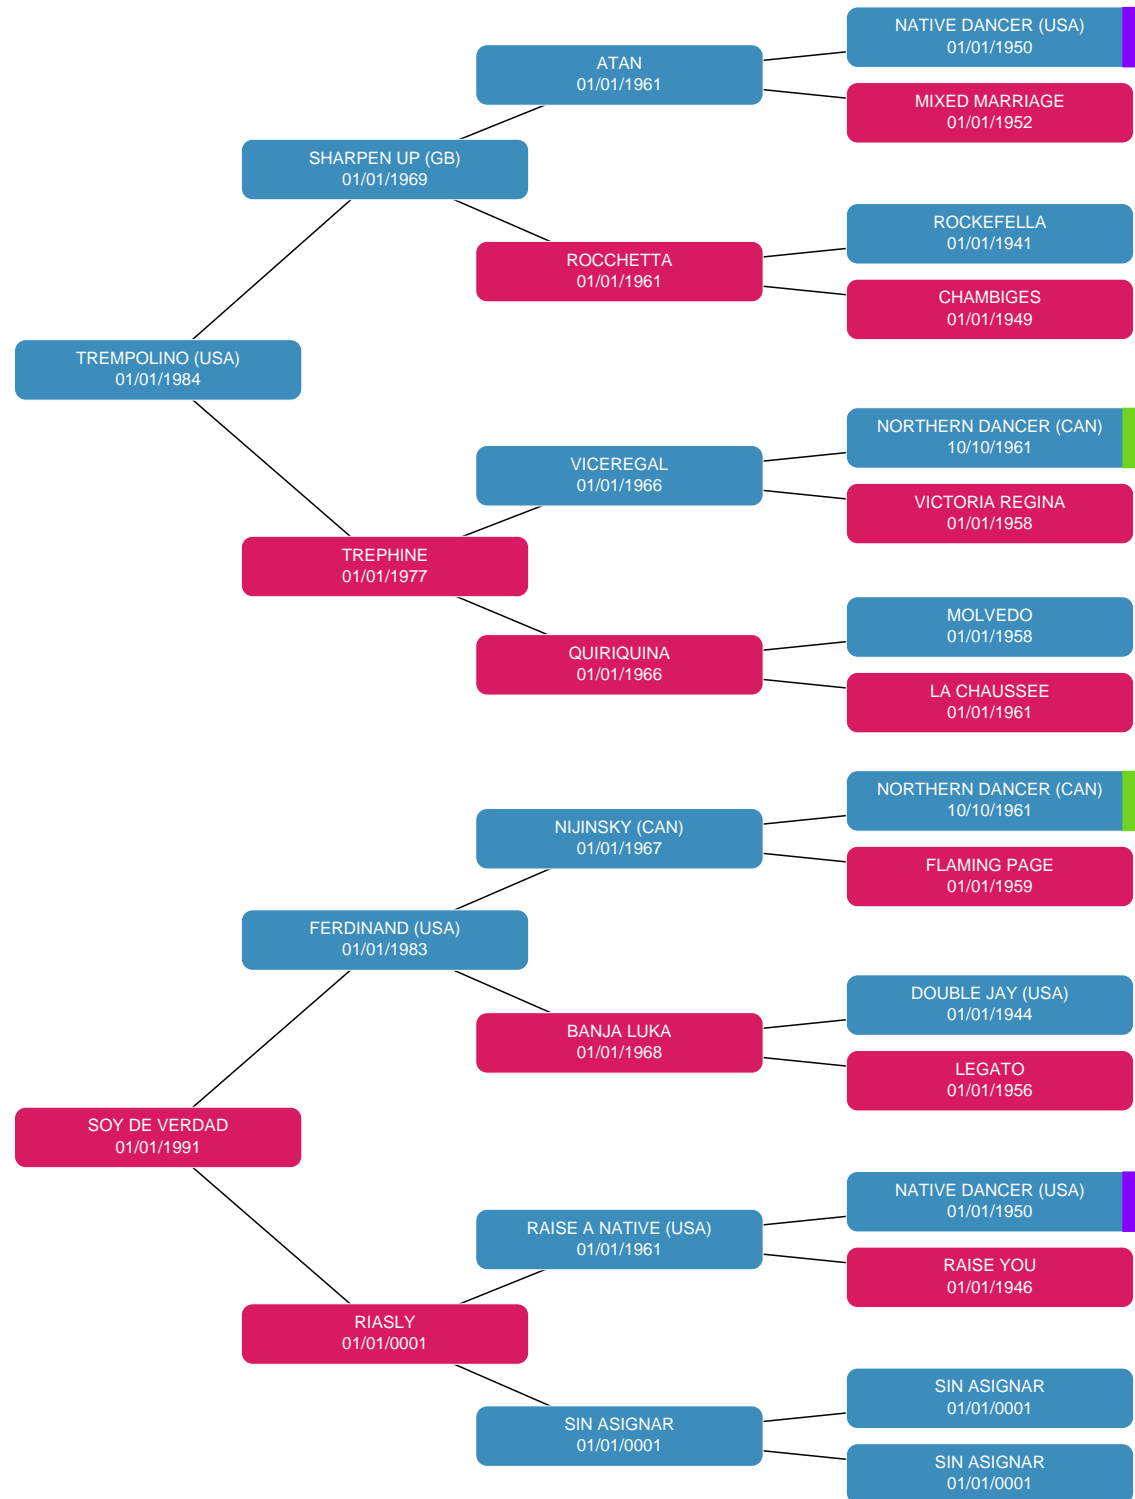 NATIVE DANCER (USA)
01/01/1950
ATAN
01/01/1961
MIXED MARRIAGE
01/01/1952
SHARPEN UP (GB)
01/01/1969
ROCKEFELLA
01/01/1941
ROCCHETTA
01/01/1961
CHAMBIGES
01/01/1949
TREMPOLINO (USA)
01/01/1984
NORTHERN DANCER (CAN)
10/10/1961
VICEREGAL
01/01/1966
VICTORIA REGINA
01/01/1958
TREPHINE
01/01/1977
MOLVEDO
01/01/1958
QUIRIQUINA
01/01/1966
LA CHAUSSEE
01/01/1961
NORTHERN DANCER (CAN)
10/10/1961
NIJINSKY (CAN)
01/01/1967
FLAMING PAGE
01/01/1959
FERDINAND (USA)
01/01/1983
DOUBLE JAY (USA)
01/01/1944
BANJA LUKA
01/01/1968
LEGATO
01/01/1956
SOY DE VERDAD
01/01/1991
NATIVE DANCER (USA)
01/01/1950
RAISE A NATIVE (USA)
01/01/1961
RAISE YOU
01/01/1946
RIASLY
01/01/0001
SIN ASIGNAR
01/01/0001
SIN ASIGNAR
01/01/0001
SIN ASIGNAR
01/01/0001